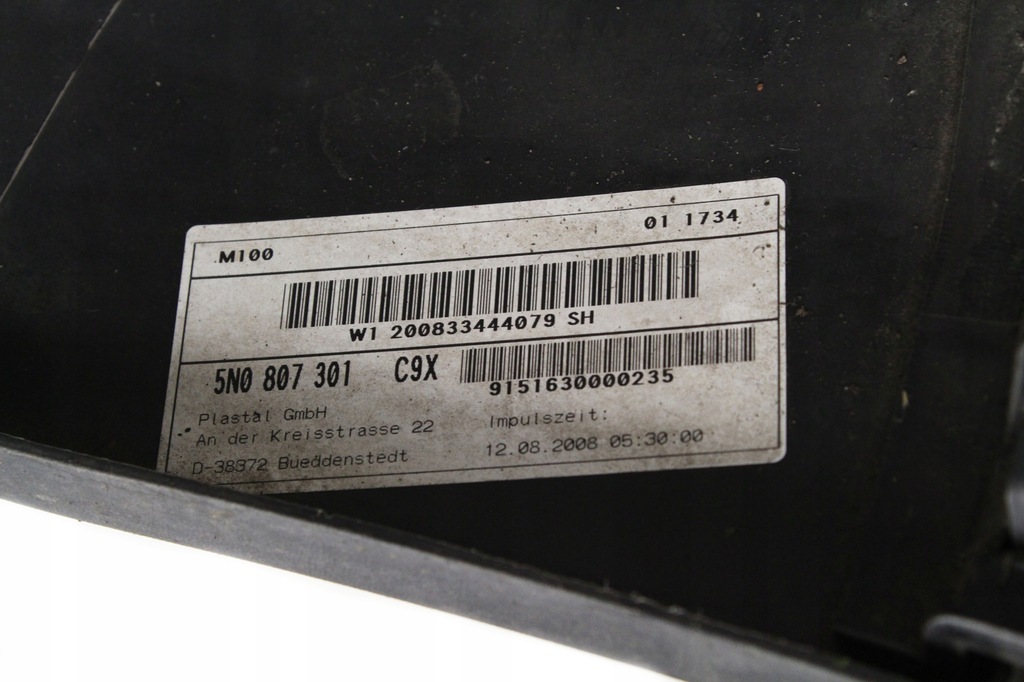 M100 01 1734
W1 200833444079 SH
5N0 807 301 C9X
9151630000235
Plastal GmbH
An der Kreisstrasse 22
D-38372 Bueddenstedt
Impulszeit:
12.08.2008 05:30:00